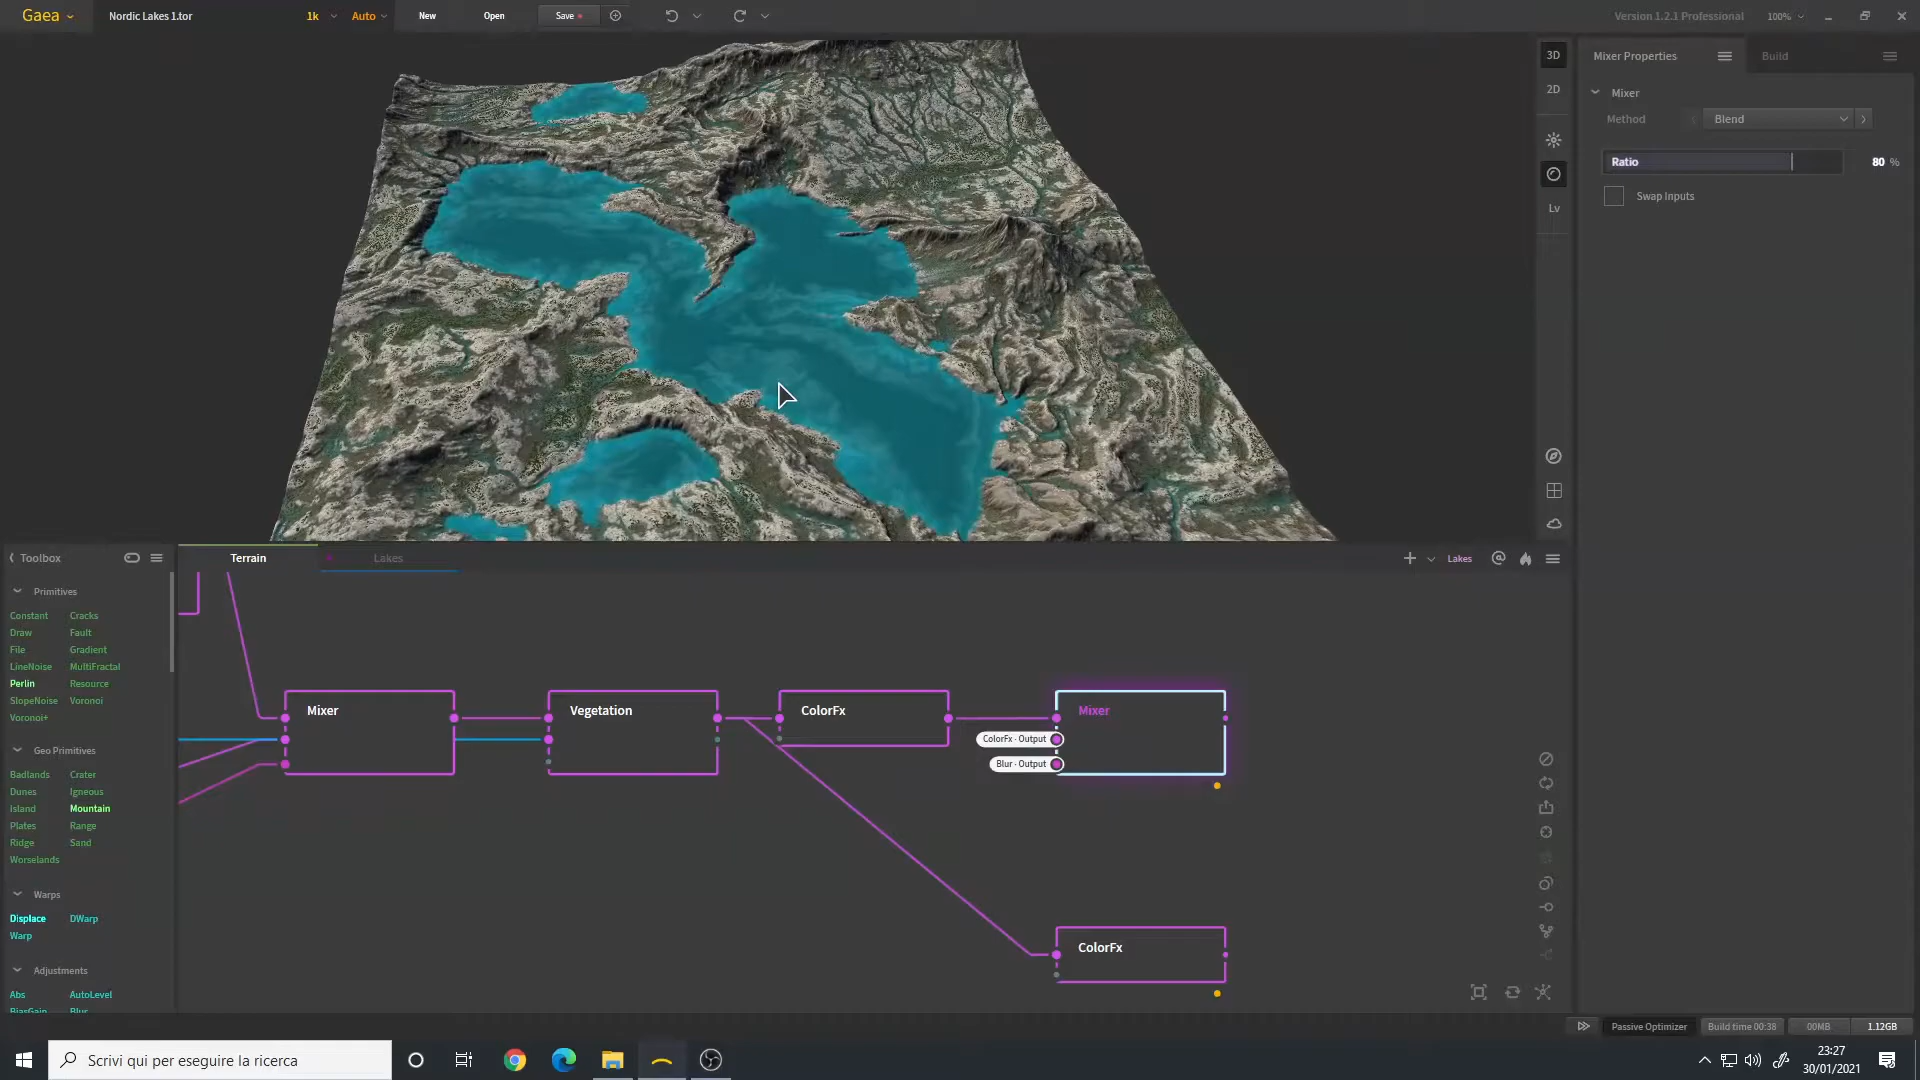 Gaea
Nordic Lakes 1.tor
1k
Auto
New
Open
Save
Version 1.2.1 Professional
100%
3D
2D
Lv
Mixer Properties
Build
Mixer
Method
Blend
Ratio
80 %
Swap Inputs
Toolbox
Terrain
Lakes
Lakes
Primitives
Constant Cracks
Draw Fault
File Gradient
LineNoise MultiFractal
Perlin Resource
SlopeNoise Voronoi
Voronoi+
Geo Primitives
Badlands Crater
Dunes Igneous
Island Mountain
Plates Range
Ridge Sand
Worselands
Warps
Displace DWarp
Warp
Adjustments
Abs AutoLevel
BiasGain Blur
Mixer
Vegetation
ColorFx
Mixer
ColorFx · Output
Blur · Output
ColorFx
Passive Optimizer
Build time 00:38
00MB
1.12GB
Scrivi qui per eseguire la ricerca
23:27
30/01/2021